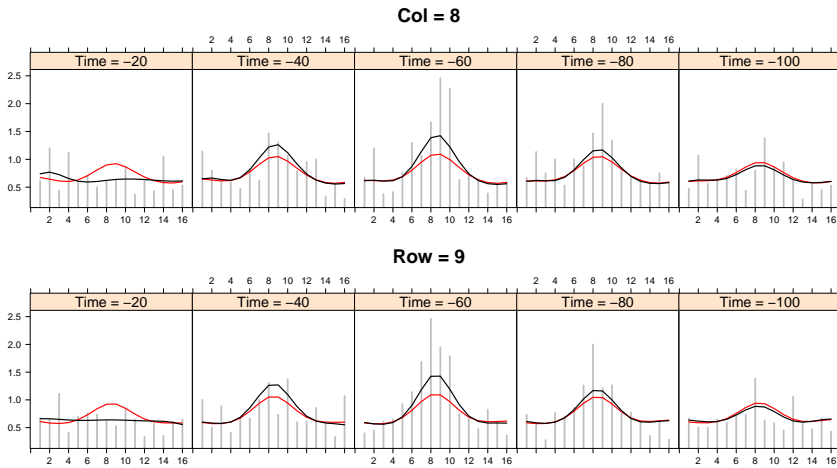 Col = 8
2 4 6 8 10 12 14 16 2 4 6 8 10 12 14 16
Time = −20 Time = −40 Time = −60 Time = −80 Time = −100
2.5
2.0
1.5
1.0
0.5
2 4 6 8 10 12 14 16 2 4 6 8 10 12 14 16 2 4 6 8 10 12 14 16
Row = 9
2 4 6 8 10 12 14 16 2 4 6 8 10 12 14 16
Time = −20 Time = −40 Time = −60 Time = −80 Time = −100
2.5
2.0
1.5
1.0
0.5
2 4 6 8 10 12 14 16 2 4 6 8 10 12 14 16 2 4 6 8 10 12 14 16